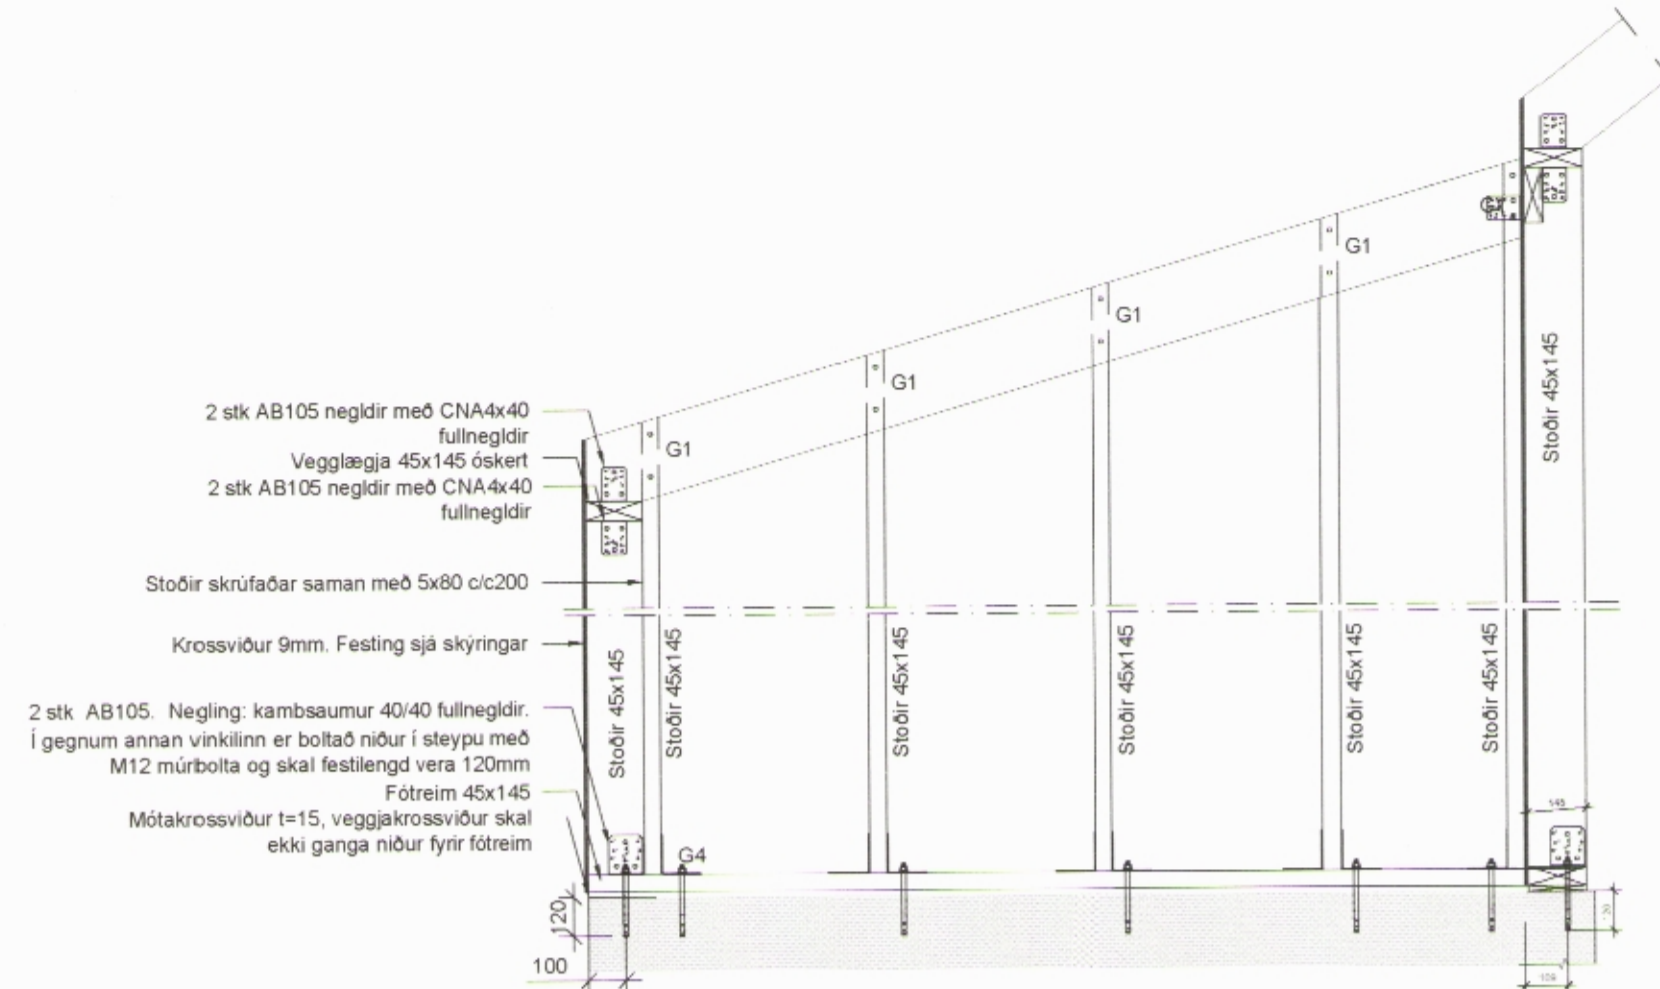 2 stk AB105 negldir með CNA4x40
fullnegldir
Vegglægja 45x145 óskert
2 stk AB105 negldir með CNA4x40
fullnegldir
Stoðir skrúfaðar saman með 5x80 c/c200
Krossviður 9mm. Festing sjá skýringar
2 stk AB105. Negling: kambsaumur 40/40 fullnegldir.
Í gegnum annan vinkilinn er boltað niður í steypu með
M12 múrbolta og skal festilengd vera 120mm
Fótreim 45x145
Mótakrossviður t=15, veggjakrossviður skal
ekki ganga niður fyrir fótreim
G1
G1
G1
G1
Stoðir 45x145
Stoðir 45x145
Stoðir 45x145
Stoðir 45x145
Stoðir 45x145
Stoðir 45x145
Stoðir 45x145
G4
120
100
120